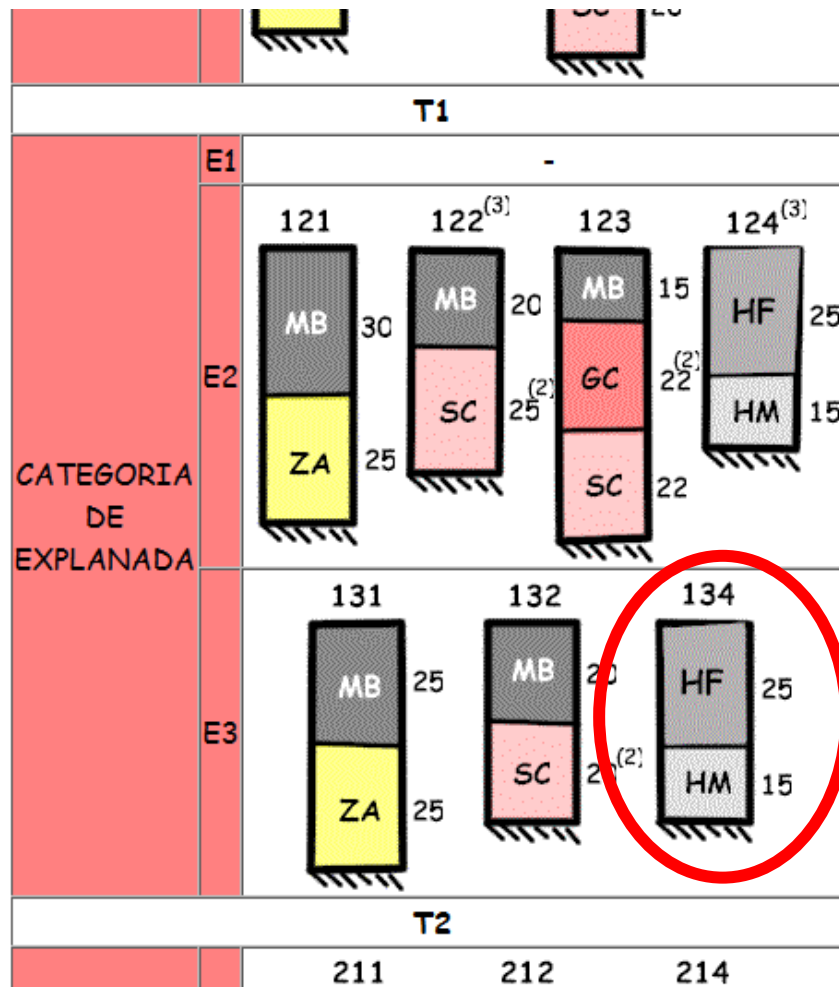 T1
E1
-
CATEGORIA
DE
EXPLANADA
E2
121 122(3) 123 124(3)
MB 30
ZA 25
MB 20
SC 25(2)
MB 15
GC 22(2)
SC 22
HF 25
HM 15
E3
131 132 134
MB 25
ZA 25
MB 20
SC 20(2)
HF 25
HM 15
T2
211 212 214